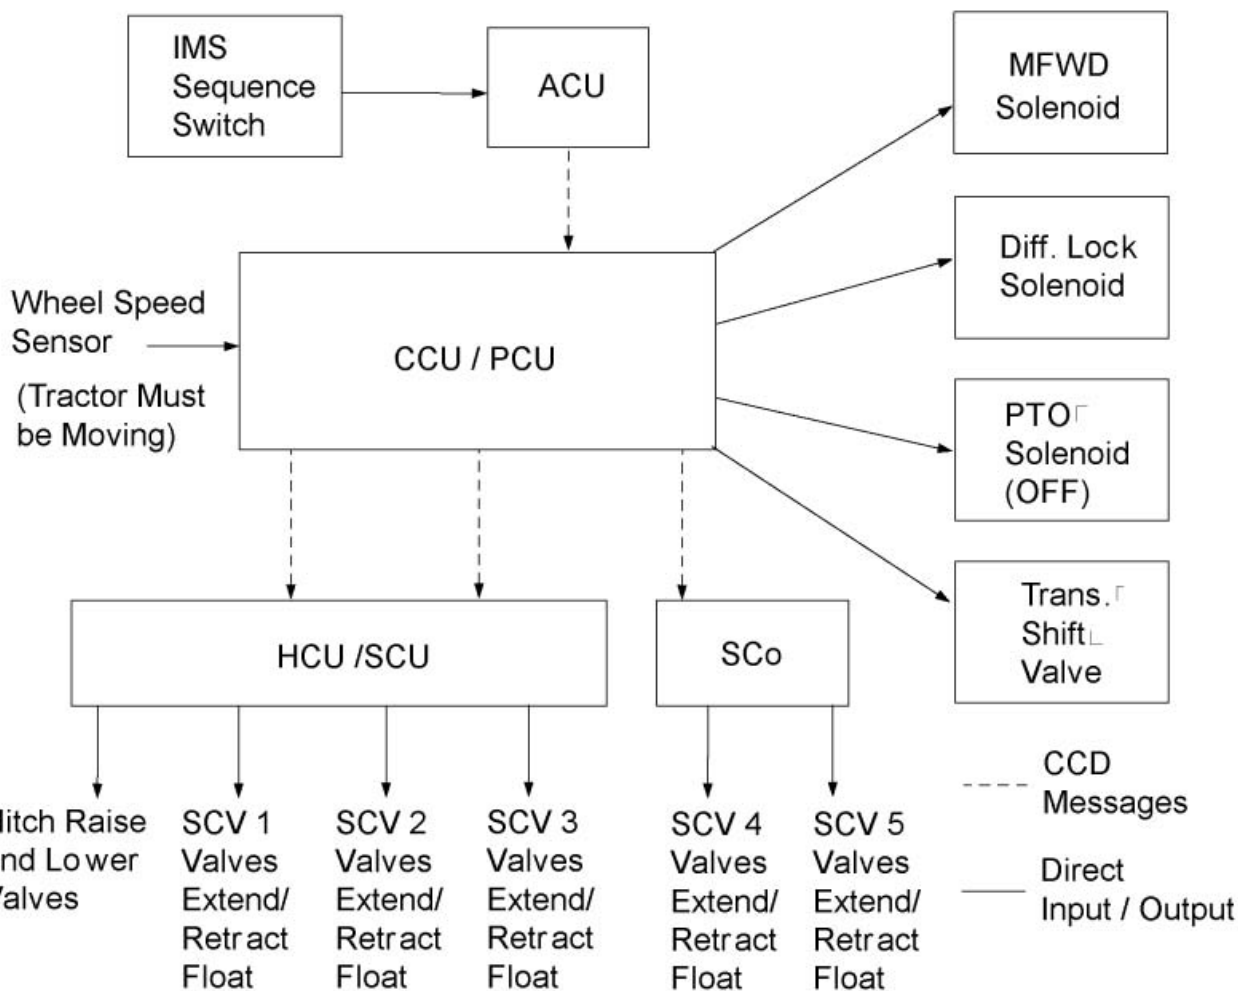 IMS
Sequence
Switch
ACU
MFWD
Solenoid
Diff. Lock
Solenoid
Wheel Speed
Sensor
(Tractor Must
be Moving)
CCU / PCU
PTO
Solenoid
(OFF)
Trans.
Shift
Valve
HCU /SCU
SCo
CCD
Messages
Direct
Input / Output
Hitch Raise
and Lower
Valves
SCV 1
Valves
Extend/
Retract
Float
SCV 2
Valves
Extend/
Retract
Float
SCV 3
Valves
Extend/
Retract
Float
SCV 4
Valves
Extend/
Retract
Float
SCV 5
Valves
Extend/
Retract
Float